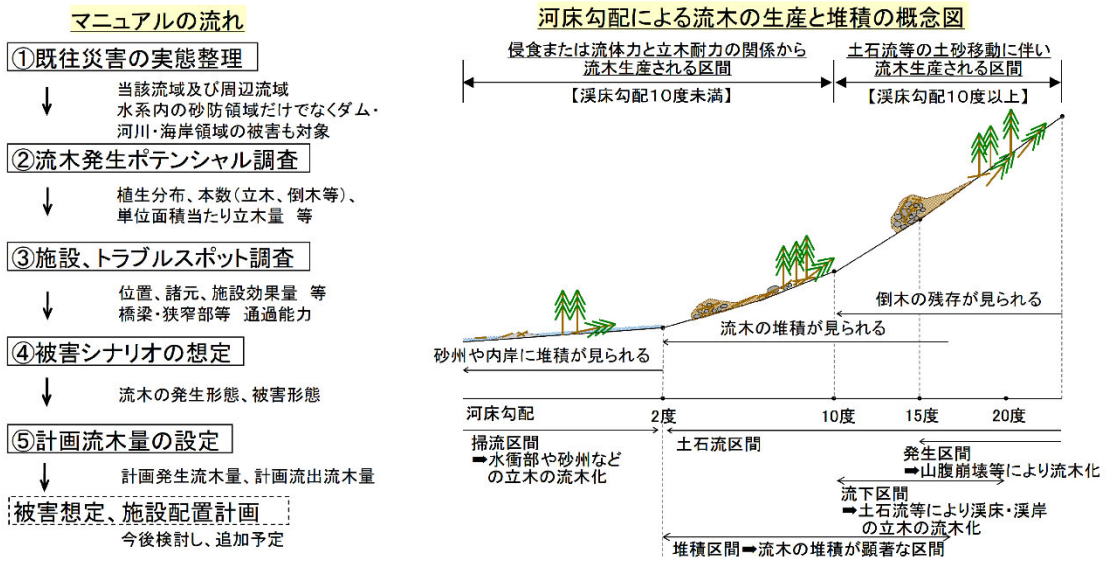 マニュアルの流れ
①既往災害の実態整理
当該流域及び周辺流域
水系内の砂防領域だけでなくダム・
河川・海岸領域の被害も対象
②流木発生ポテンシャル調査
植生分布、本数(立木、倒木等)、
単位面積当たり立木量 等
③施設、トラブルスポット調査
位置、諸元、施設効果量 等
橋梁・狭窄部等 通過能力
④被害シナリオの想定
流木の発生形態、被害形態
⑤計画流木量の設定
計画発生流木量、計画流出流木量
被害想定、施設配置計画
今後検討し、追加予定
河床勾配による流木の生産と堆積の概念図
侵食または流体力と立木耐力の関係から
流木生産される区間
【渓床勾配10度未満】
土石流等の土砂移動に伴い
流木生産される区間
【渓床勾配10度以上】
倒木の残存が見られる
流木の堆積が見られる
砂州や内岸に堆積が見られる
河床勾配 2度 10度 15度 20度
掃流区間
➡水衝部や砂州など
の立木の流木化
土石流区間
発生区間
➡山腹崩壊等により流木化
流下区間
➡土石流等により渓床・渓岸
の立木の流木化
堆積区間➡流木の堆積が顕著な区間